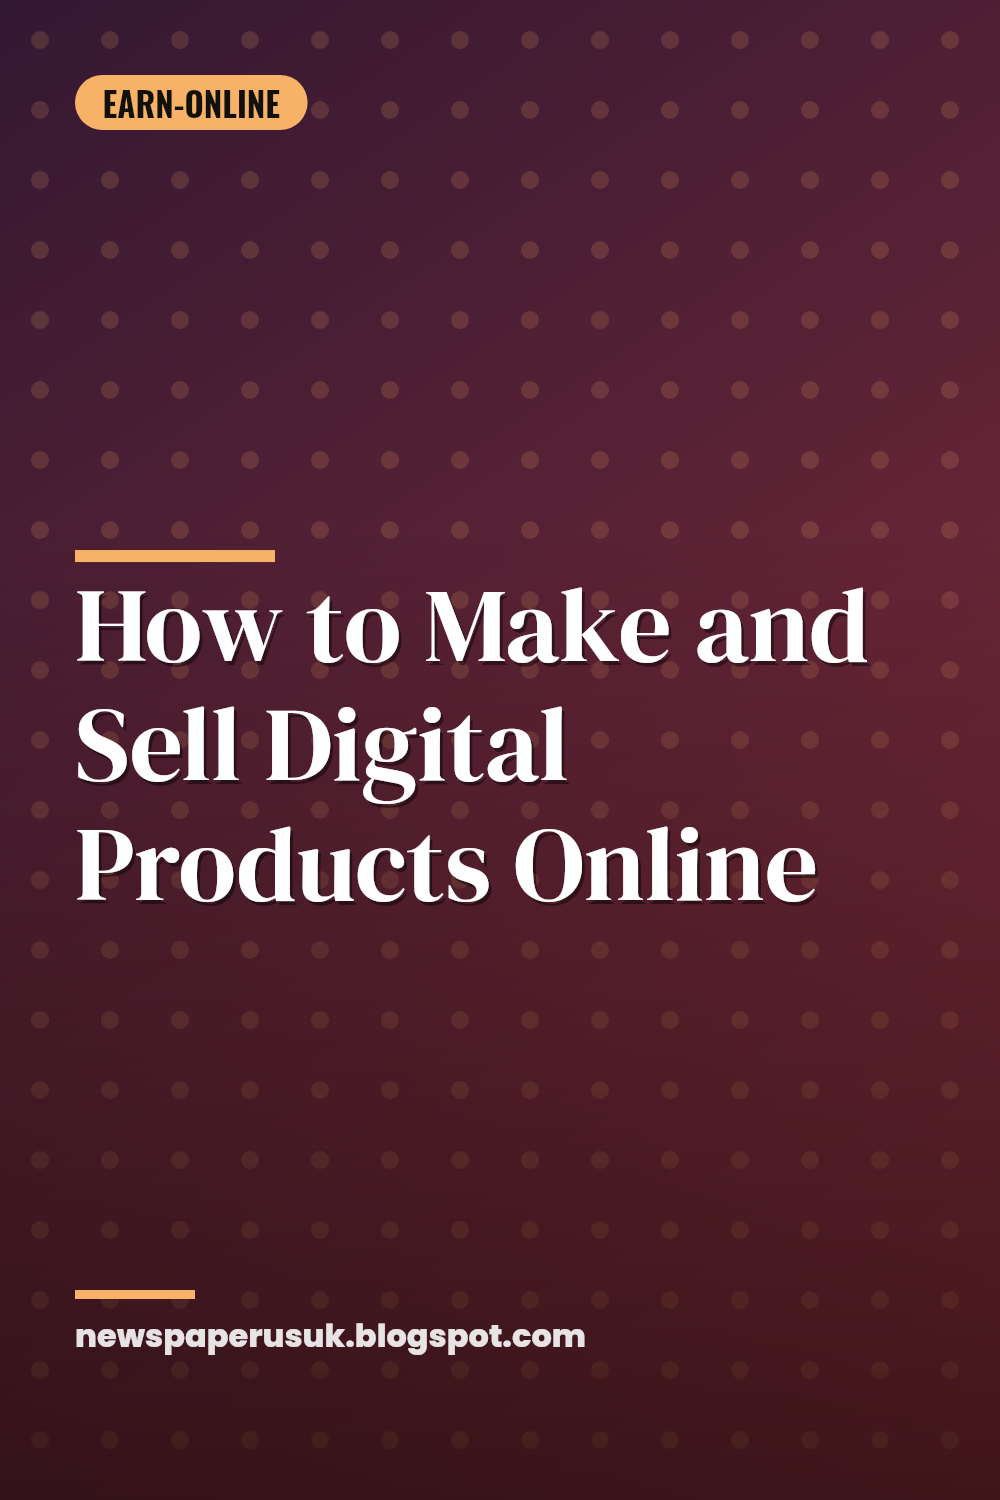 EARN-ONLINE
How to Make and
Sell Digital
Products Online
newspaperusuk.blogspot.com